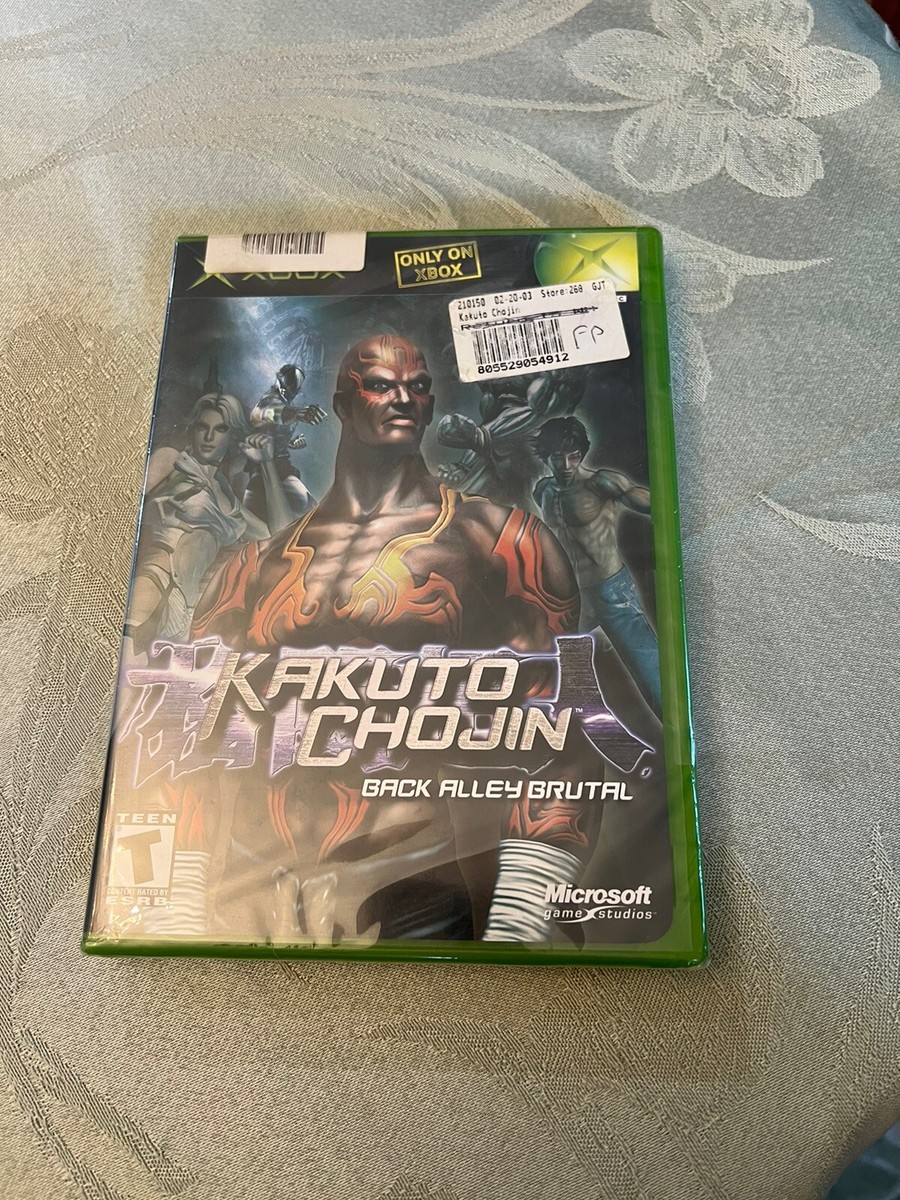 XBOX
ONLY ON
XBOX
210150 02-20-03 Store:268 GJT
Kakuto Chojin
805529054912
FP
KAKUTO
CHOJIN™
BACK ALLEY BRUTAL
TEEN
T
CONTENT RATED BY
ESRB
Microsoft
game studios